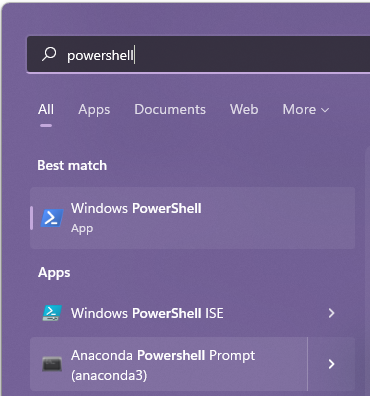 powershell
All Apps Documents Web More
Best match
Windows PowerShell
App
Apps
Windows PowerShell ISE
Anaconda Powershell Prompt
(anaconda3)